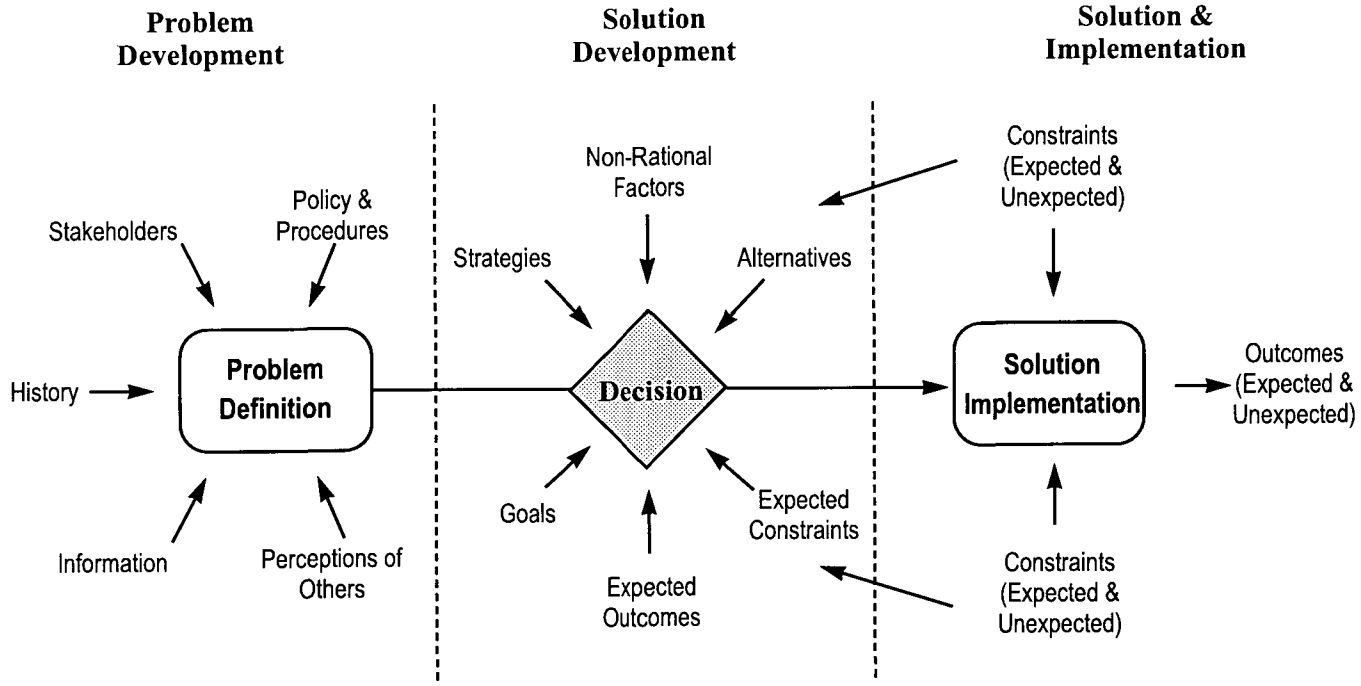 Problem
Development
Solution
Development
Solution &
Implementation
Stakeholders
Policy &
Procedures
History
Problem
Definition
Information
Perceptions of
Others
Non-Rational
Factors
Strategies
Alternatives
Decision
Goals
Expected
Outcomes
Expected
Constraints
Constraints
(Expected &
Unexpected)
Solution
Implementation
Outcomes
(Expected &
Unexpected)
Constraints
(Expected &
Unexpected)